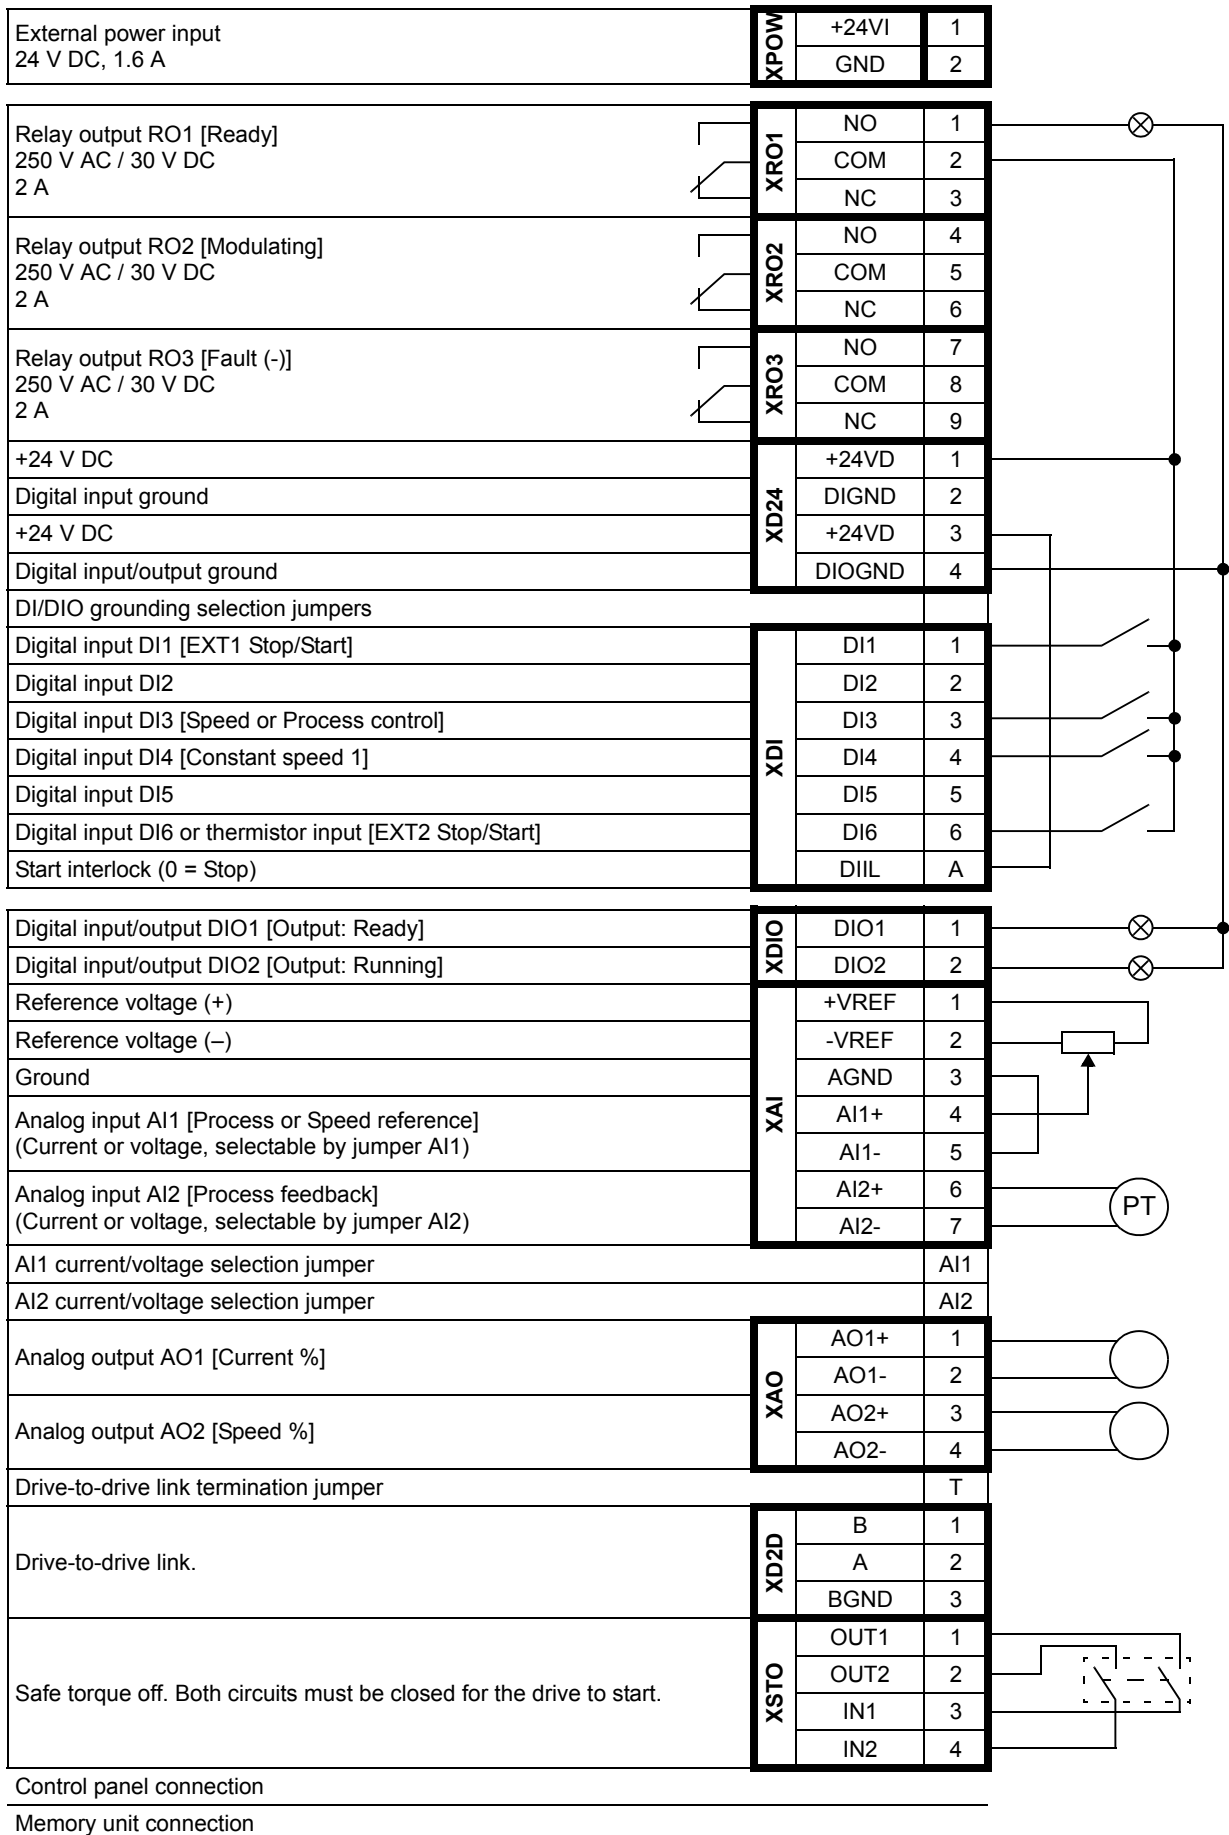 External power input
24 V DC, 1.6 A
XPOW
+24VI 1
GND 2
Relay output RO1 [Ready]
250 V AC / 30 V DC
2 A
XRO1
NO 1
COM 2
NC 3
Relay output RO2 [Modulating]
250 V AC / 30 V DC
2 A
XRO2
NO 4
COM 5
NC 6
Relay output RO3 [Fault (-)]
250 V AC / 30 V DC
2 A
XRO3
NO 7
COM 8
NC 9
XD24
+24 V DC +24VD 1
Digital input ground DIGND 2
+24 V DC +24VD 3
Digital input/output ground DIOGND 4
DI/DIO grounding selection jumpers
XDI
Digital input DI1 [EXT1 Stop/Start] DI1 1
Digital input DI2 DI2 2
Digital input DI3 [Speed or Process control] DI3 3
Digital input DI4 [Constant speed 1] DI4 4
Digital input DI5 DI5 5
Digital input DI6 or thermistor input [EXT2 Stop/Start] DI6 6
Start interlock (0 = Stop) DIIL A
XDIO
Digital input/output DIO1 [Output: Ready] DIO1 1
Digital input/output DIO2 [Output: Running] DIO2 2
XAI
Reference voltage (+) +VREF 1
Reference voltage (–) -VREF 2
Ground AGND 3
Analog input AI1 [Process or Speed reference]
(Current or voltage, selectable by jumper AI1)
AI1+ 4
AI1- 5
Analog input AI2 [Process feedback]
(Current or voltage, selectable by jumper AI2)
AI2+ 6
AI2- 7
PT
AI1 current/voltage selection jumper AI1
AI2 current/voltage selection jumper AI2
XAO
Analog output AO1 [Current %]
AO1+ 1
AO1- 2
Analog output AO2 [Speed %]
AO2+ 3
AO2- 4
Drive-to-drive link termination jumper T
Drive-to-drive link.
XD2D
B 1
A 2
BGND 3
Safe torque off. Both circuits must be closed for the drive to start.
XSTO
OUT1 1
OUT2 2
IN1 3
IN2 4
Control panel connection
Memory unit connection